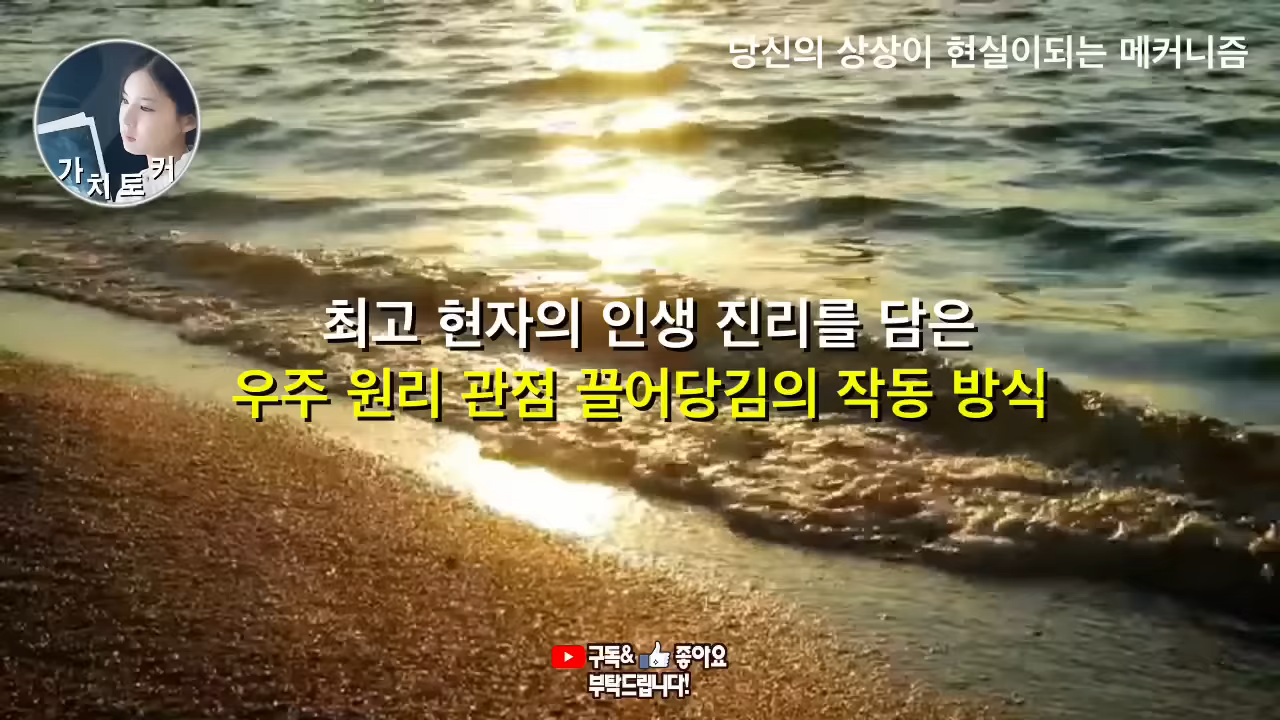 당신의 상상이 현실이되는 메커니즘
가치토커
최고 현자의 인생 진리를 담은
우주 원리 관점 끌어당김의 작동 방식
구독& 좋아요
부탁드립니다!